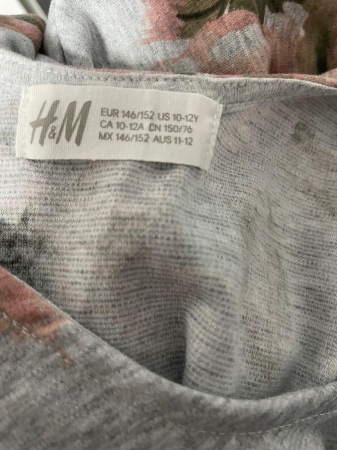 H&M
EUR 146/152 US 10-12Y
CA 10-12A CN 150/76
MX 146/152 AUS 11-12